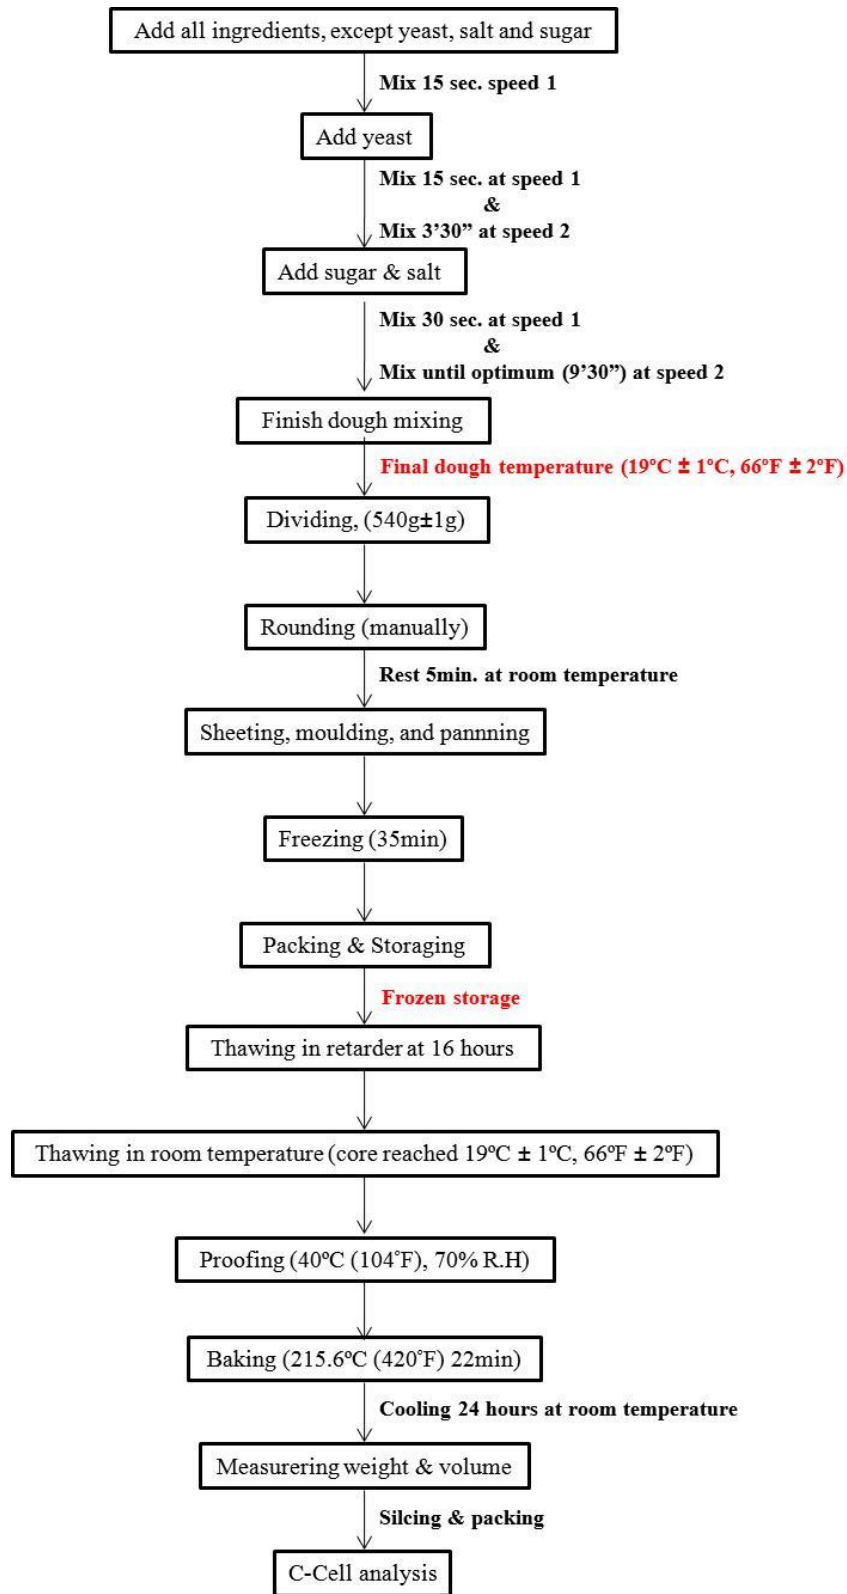 Add all ingredients, except yeast, salt and sugar
Mix 15 sec. speed 1
Add yeast
Mix 15 sec. at speed 1
&
Mix 3’30” at speed 2
Add sugar & salt
Mix 30 sec. at speed 1
&
Mix until optimum (9’30”) at speed 2
Finish dough mixing
Final dough temperature (19ºC ± 1ºC, 66ºF ± 2ºF)
Dividing, (540g±1g)
Rounding (manually)
Rest 5min. at room temperature
Sheeting, moulding, and pannning
Freezing (35min)
Packing & Storaging
Frozen storage
Thawing in retarder at 16 hours
Thawing in room temperature (core reached 19ºC ± 1ºC, 66ºF ± 2ºF)
Proofing (40ºC (104°F), 70% R.H)
Baking (215.6ºC (420°F) 22min)
Cooling 24 hours at room temperature
Measurering weight & volume
Silcing & packing
C-Cell analysis